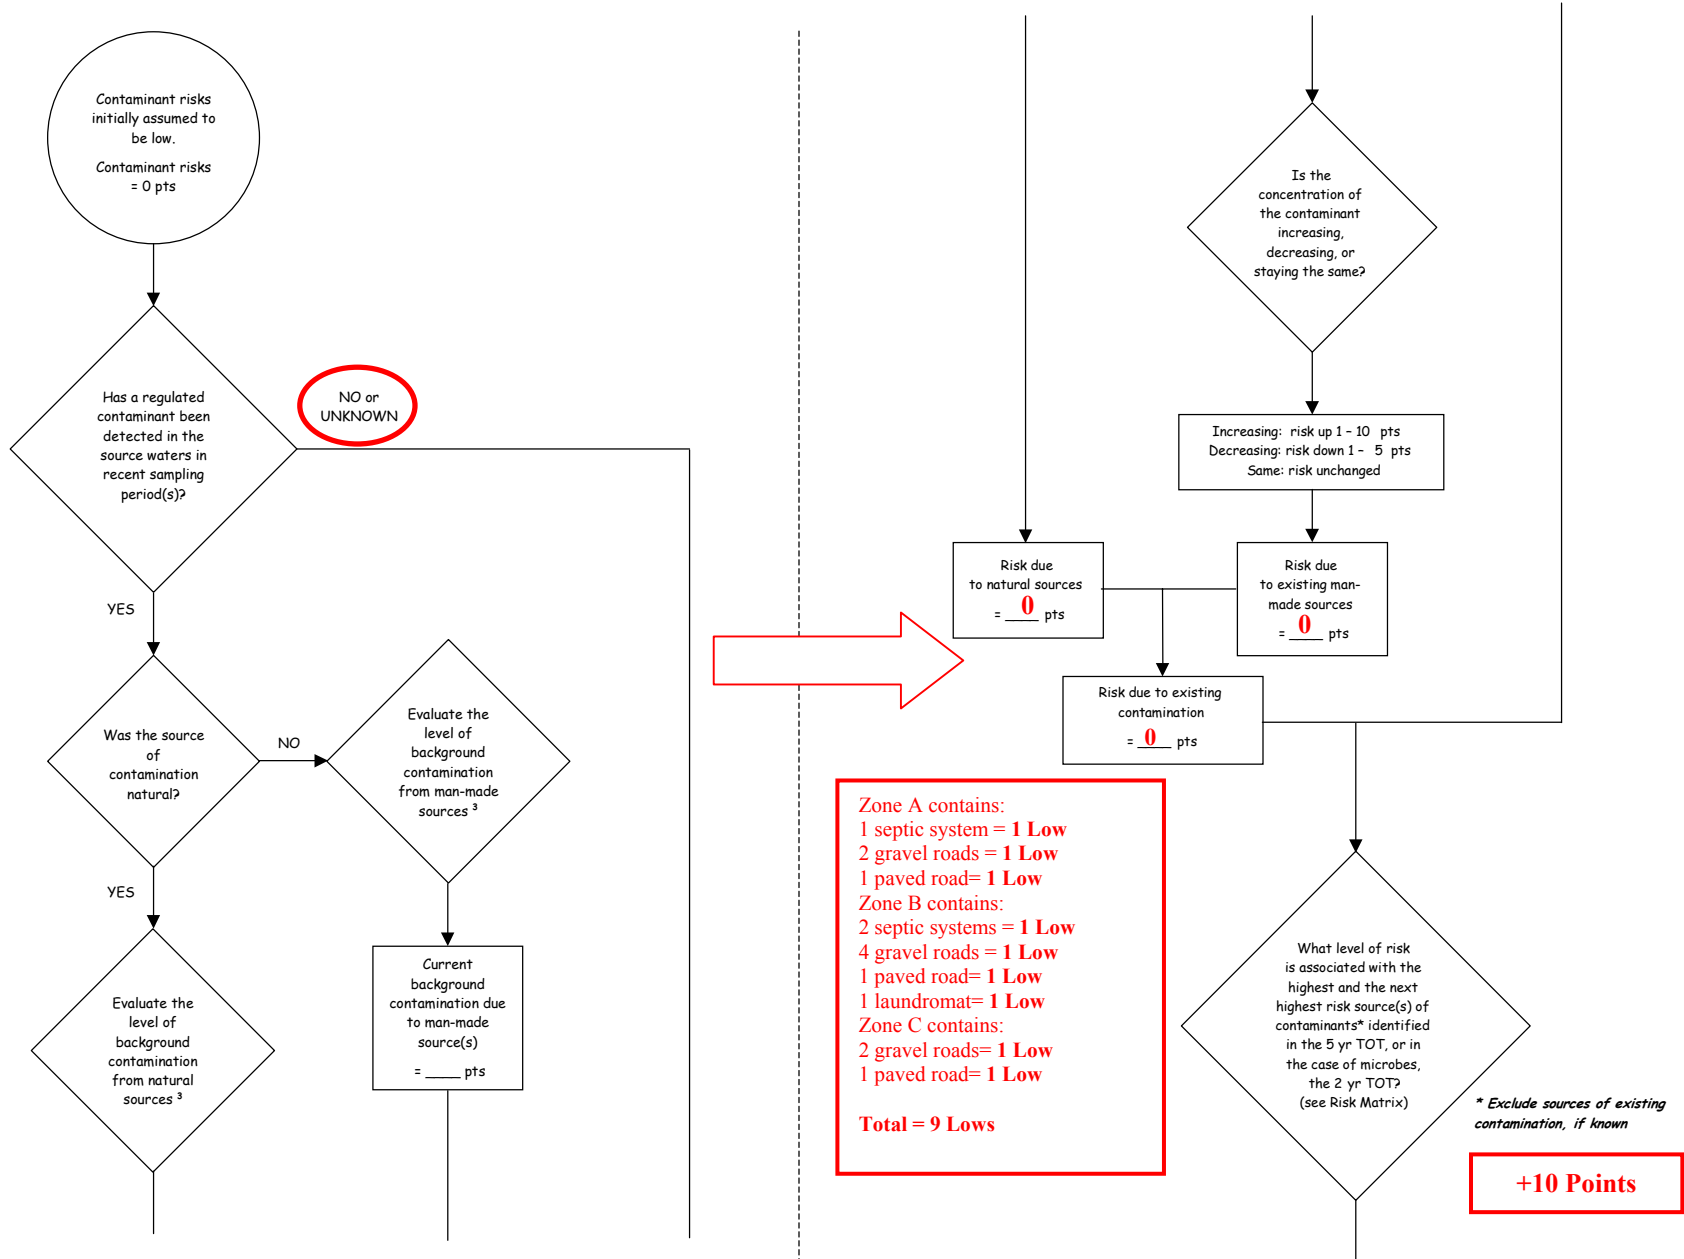 Contaminant risks
initially assumed to
be low.
Contaminant risks
= 0 pts
Has a regulated
contaminant been
detected in the
source waters in
recent sampling
period(s)?
NO or
UNKNOWN
YES
Was the source
of
contamination
natural?
NO
Evaluate the
level of
background
contamination
from man-made
sources ³
YES
Evaluate the
level of
background
contamination
from natural
sources ³
Current
background
contamination due
to man-made
source(s)
= ____ pts
Is the
concentration of
the contaminant
increasing,
decreasing, or
staying the same?
Increasing: risk up 1 – 10 pts
Decreasing: risk down 1 – 5 pts
Same: risk unchanged
Risk due
to natural sources
= 0 pts
Risk due
to existing man-
made sources
= 0 pts
Risk due to existing
contamination
= 0 pts
Zone A contains:
1 septic system = 1 Low
2 gravel roads = 1 Low
1 paved road= 1 Low
Zone B contains:
2 septic systems = 1 Low
4 gravel roads = 1 Low
1 paved road= 1 Low
1 laundromat= 1 Low
Zone C contains:
2 gravel roads= 1 Low
1 paved road= 1 Low
Total = 9 Lows
What level of risk
is associated with the
highest and the next
highest risk source(s) of
contaminants* identified
in the 5 yr TOT, or in
the case of microbes,
the 2 yr TOT?
(see Risk Matrix)
* Exclude sources of existing
contamination, if known
+10 Points